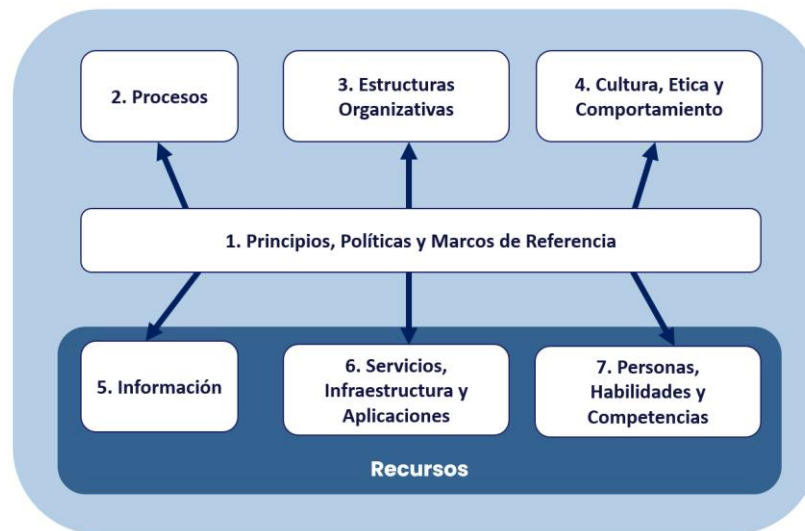 2. Procesos
3. Estructuras
Organizativas
4. Cultura, Etica y
Comportamiento
1. Principios, Políticas y Marcos de Referencia
5. Información
6. Servicios,
Infraestructura y
Aplicaciones
7. Personas,
Habilidades y
Competencias
Recursos